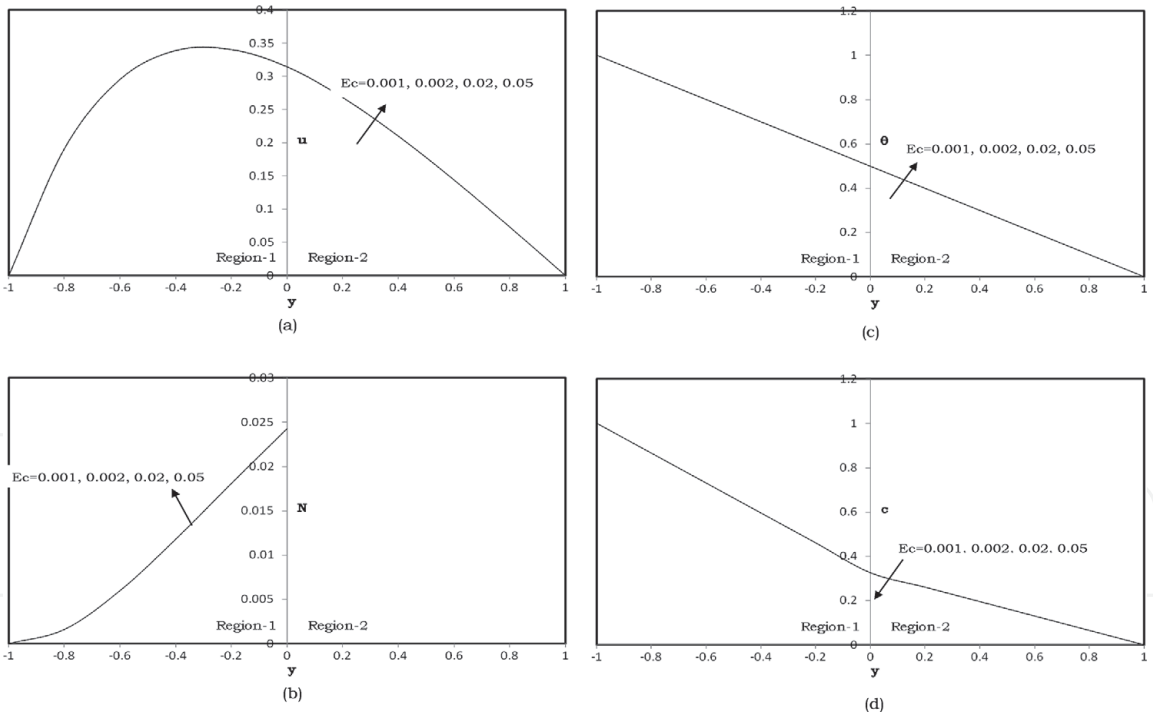 0.4
0.35
0.3
0.25
0.2
0.15
0.1
0.05
0
Ec=0.001, 0.002, 0.02, 0.05
u
Region-1 Region-2
-1 -0.8 -0.6 -0.4 -0.2 0 0.2 0.4 0.6 0.8 1
y
(a)
1.2
1
0.8
0.6
0.4
0.2
0
θ
Ec=0.001, 0.002, 0.02, 0.05
Region-1 Region-2
-1 -0.8 -0.6 -0.4 -0.2 0 0.2 0.4 0.6 0.8 1
y
(c)
0.03
0.025
0.02
0.015
0.01
0.005
0
Ec=0.001, 0.002, 0.02, 0.05
N
Region-1 Region-2
-1 -0.8 -0.6 -0.4 -0.2 0 0.2 0.4 0.6 0.8 1
y
(b)
1.2
1
0.8
0.6
0.4
0.2
0
c
Ec=0.001. 0.002. 0.02. 0.05
Region-1 Region-2
-1 -0.8 -0.6 -0.4 -0.2 0 0.2 0.4 0.6 0.8 1
y
(d)